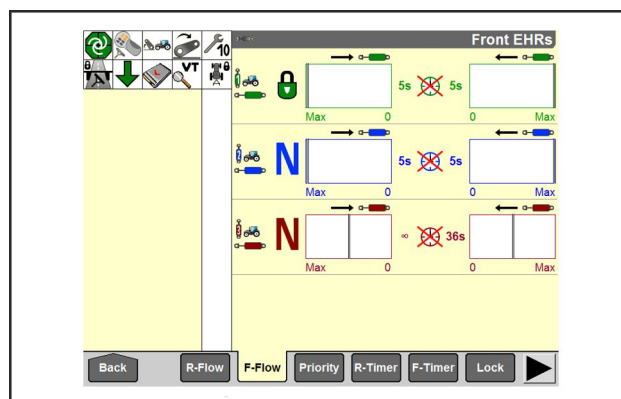 Front EHRs
10
VT
5s 5s
Max 0 0 Max
N
5s 5s
Max 0 0 Max
N
∞ 36s
Max 0 0 Max
Back R-Flow F-Flow Priority R-Timer F-Timer Lock